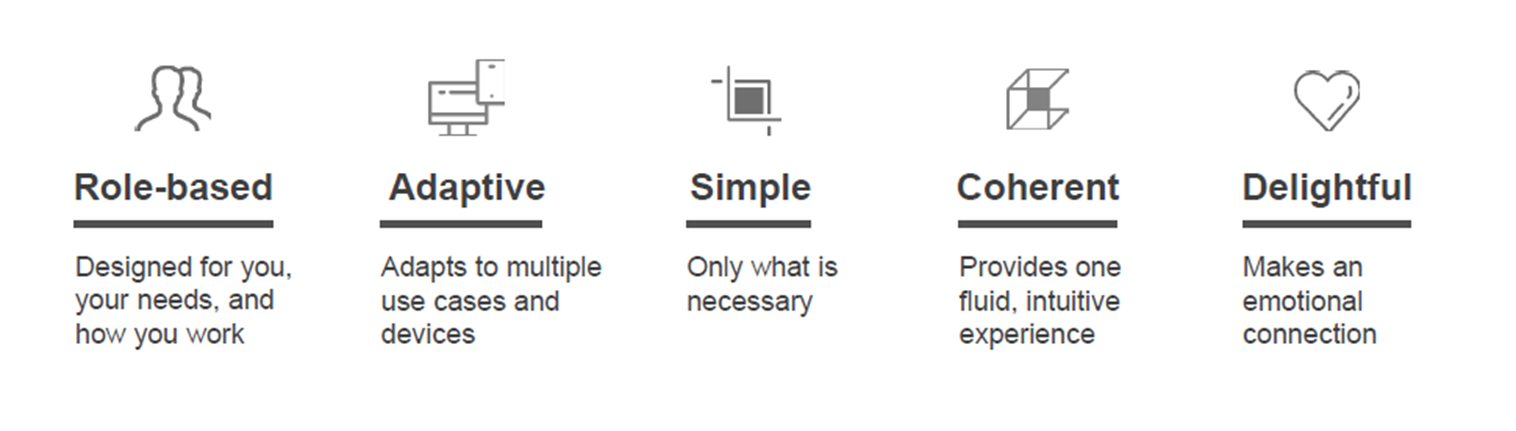 Role-based
Designed for you,
your needs, and
how you work
Adaptive
Adapts to multiple
use cases and
devices
Simple
Only what is
necessary
Coherent
Provides one
fluid, intuitive
experience
Delightful
Makes an
emotional
connection